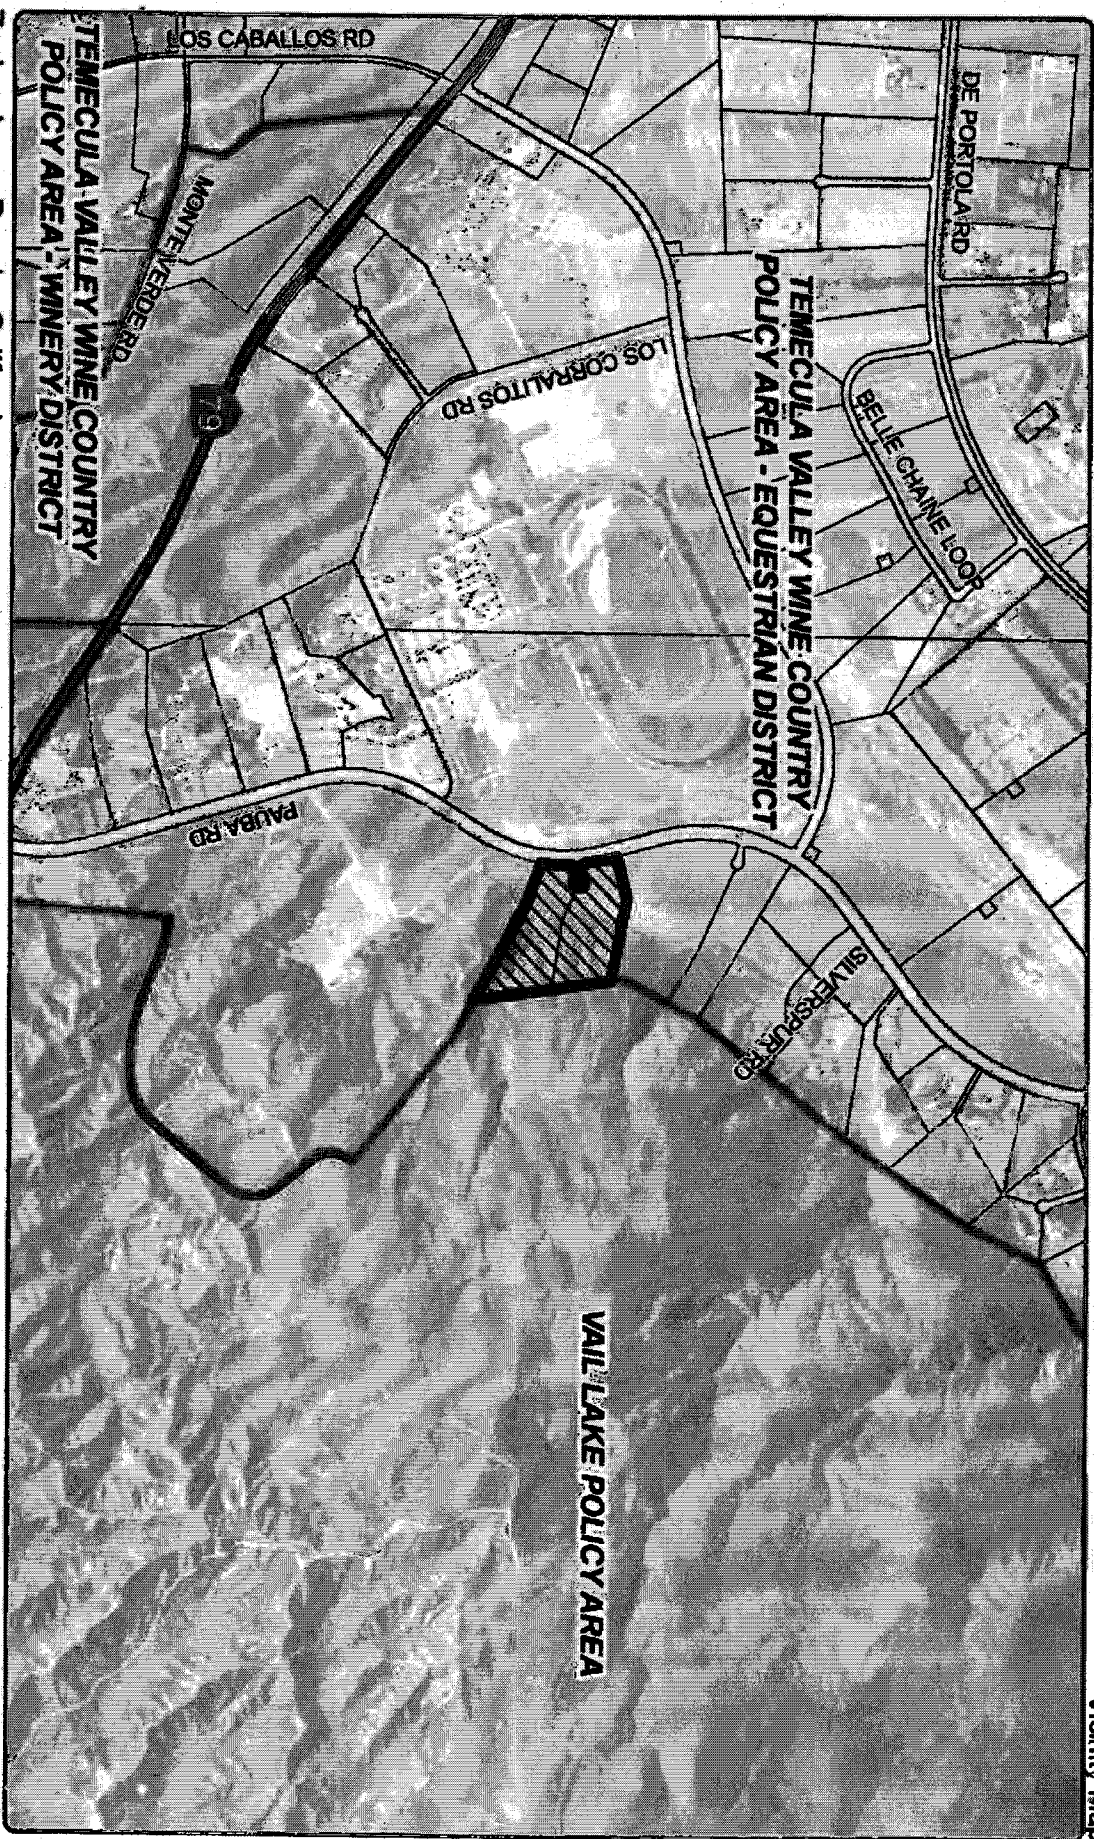 Vicinity Map
DE PORTOLA RD
BELLE CHAINE LOOP
TEMECULA VALLEY WINE COUNTRY
POLICY AREA - EQUESTRIAN DISTRICT
SILVERSPUR RD
LOS CORRALITOS RD
VAIL LAKE POLICY AREA
LOS CABALLOS RD
MONTE VERDE RD
PAUBA RD
TEMECULA VALLEY WINE COUNTRY
POLICY AREA - WINERY DISTRICT